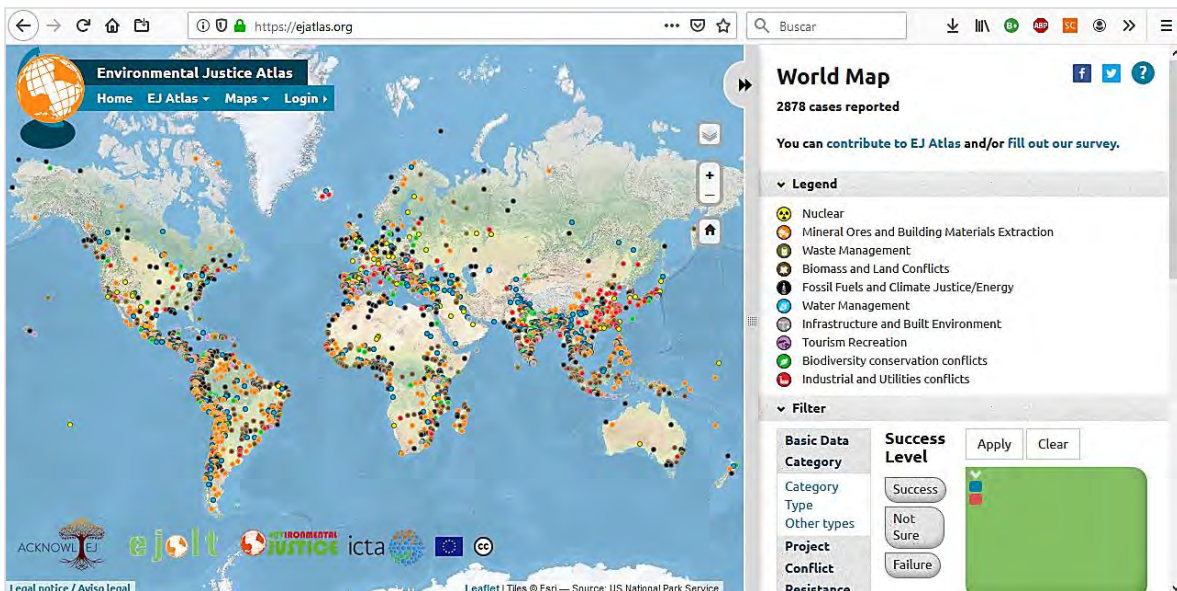 https://ejatlas.org
Buscar
ABP
SC
Environmental Justice Atlas
Home EJ Atlas Maps Login
World Map
2878 cases reported
You can contribute to EJ Atlas and/or fill out our survey.
Legend
Nuclear
Mineral Ores and Building Materials Extraction
Waste Management
Biomass and Land Conflicts
Fossil Fuels and Climate Justice/Energy
Water Management
Infrastructure and Built Environment
Tourism Recreation
Biodiversity conservation conflicts
Industrial and Utilities conflicts
Filter
Basic Data
Category
Category
Type
Other types
Project
Conflict
Resistance
Success
Level
Success
Not
Sure
Failure
Apply Clear
ACKNOWL EJ
ejolt
ENVIRONMENTAL
JUSTICE
icta
cc
Legal notice / Aviso legal
Leaflet | Tiles © Esri — Source: US National Park Service